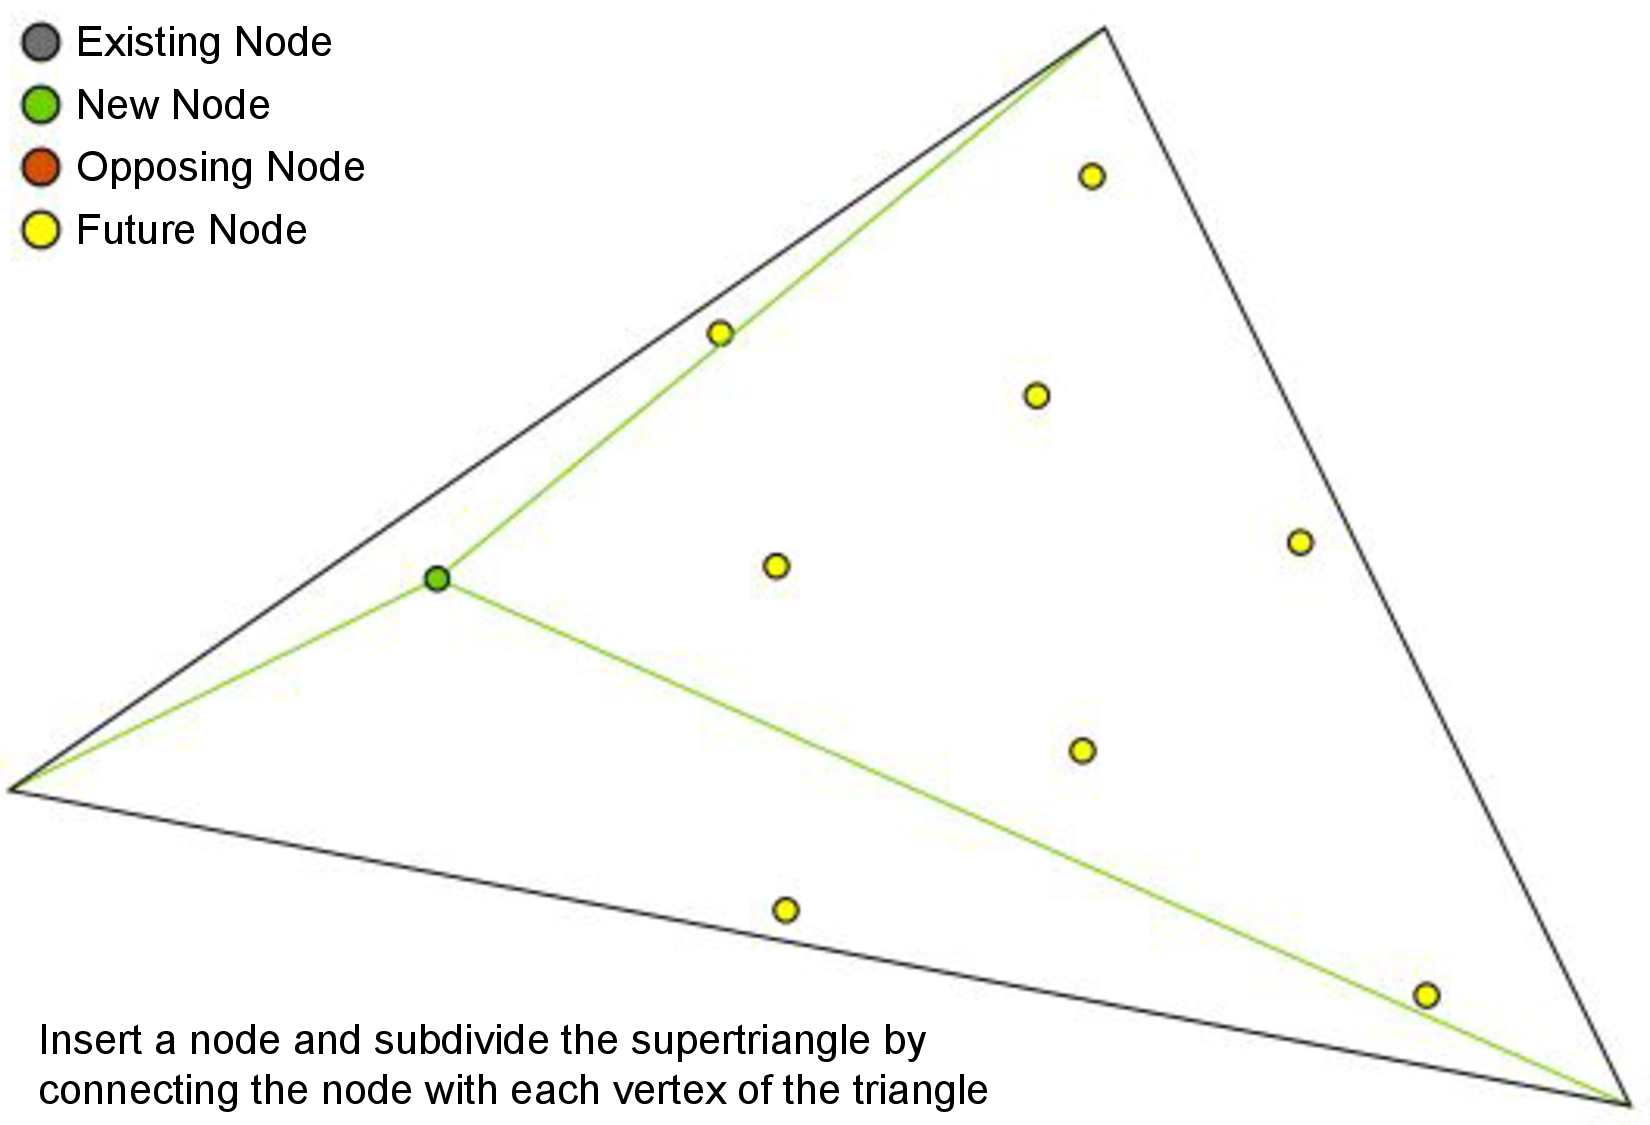 Existing Node
New Node
Opposing Node
Future Node
Insert a node and subdivide the supertriangle by
connecting the node with each vertex of the triangle